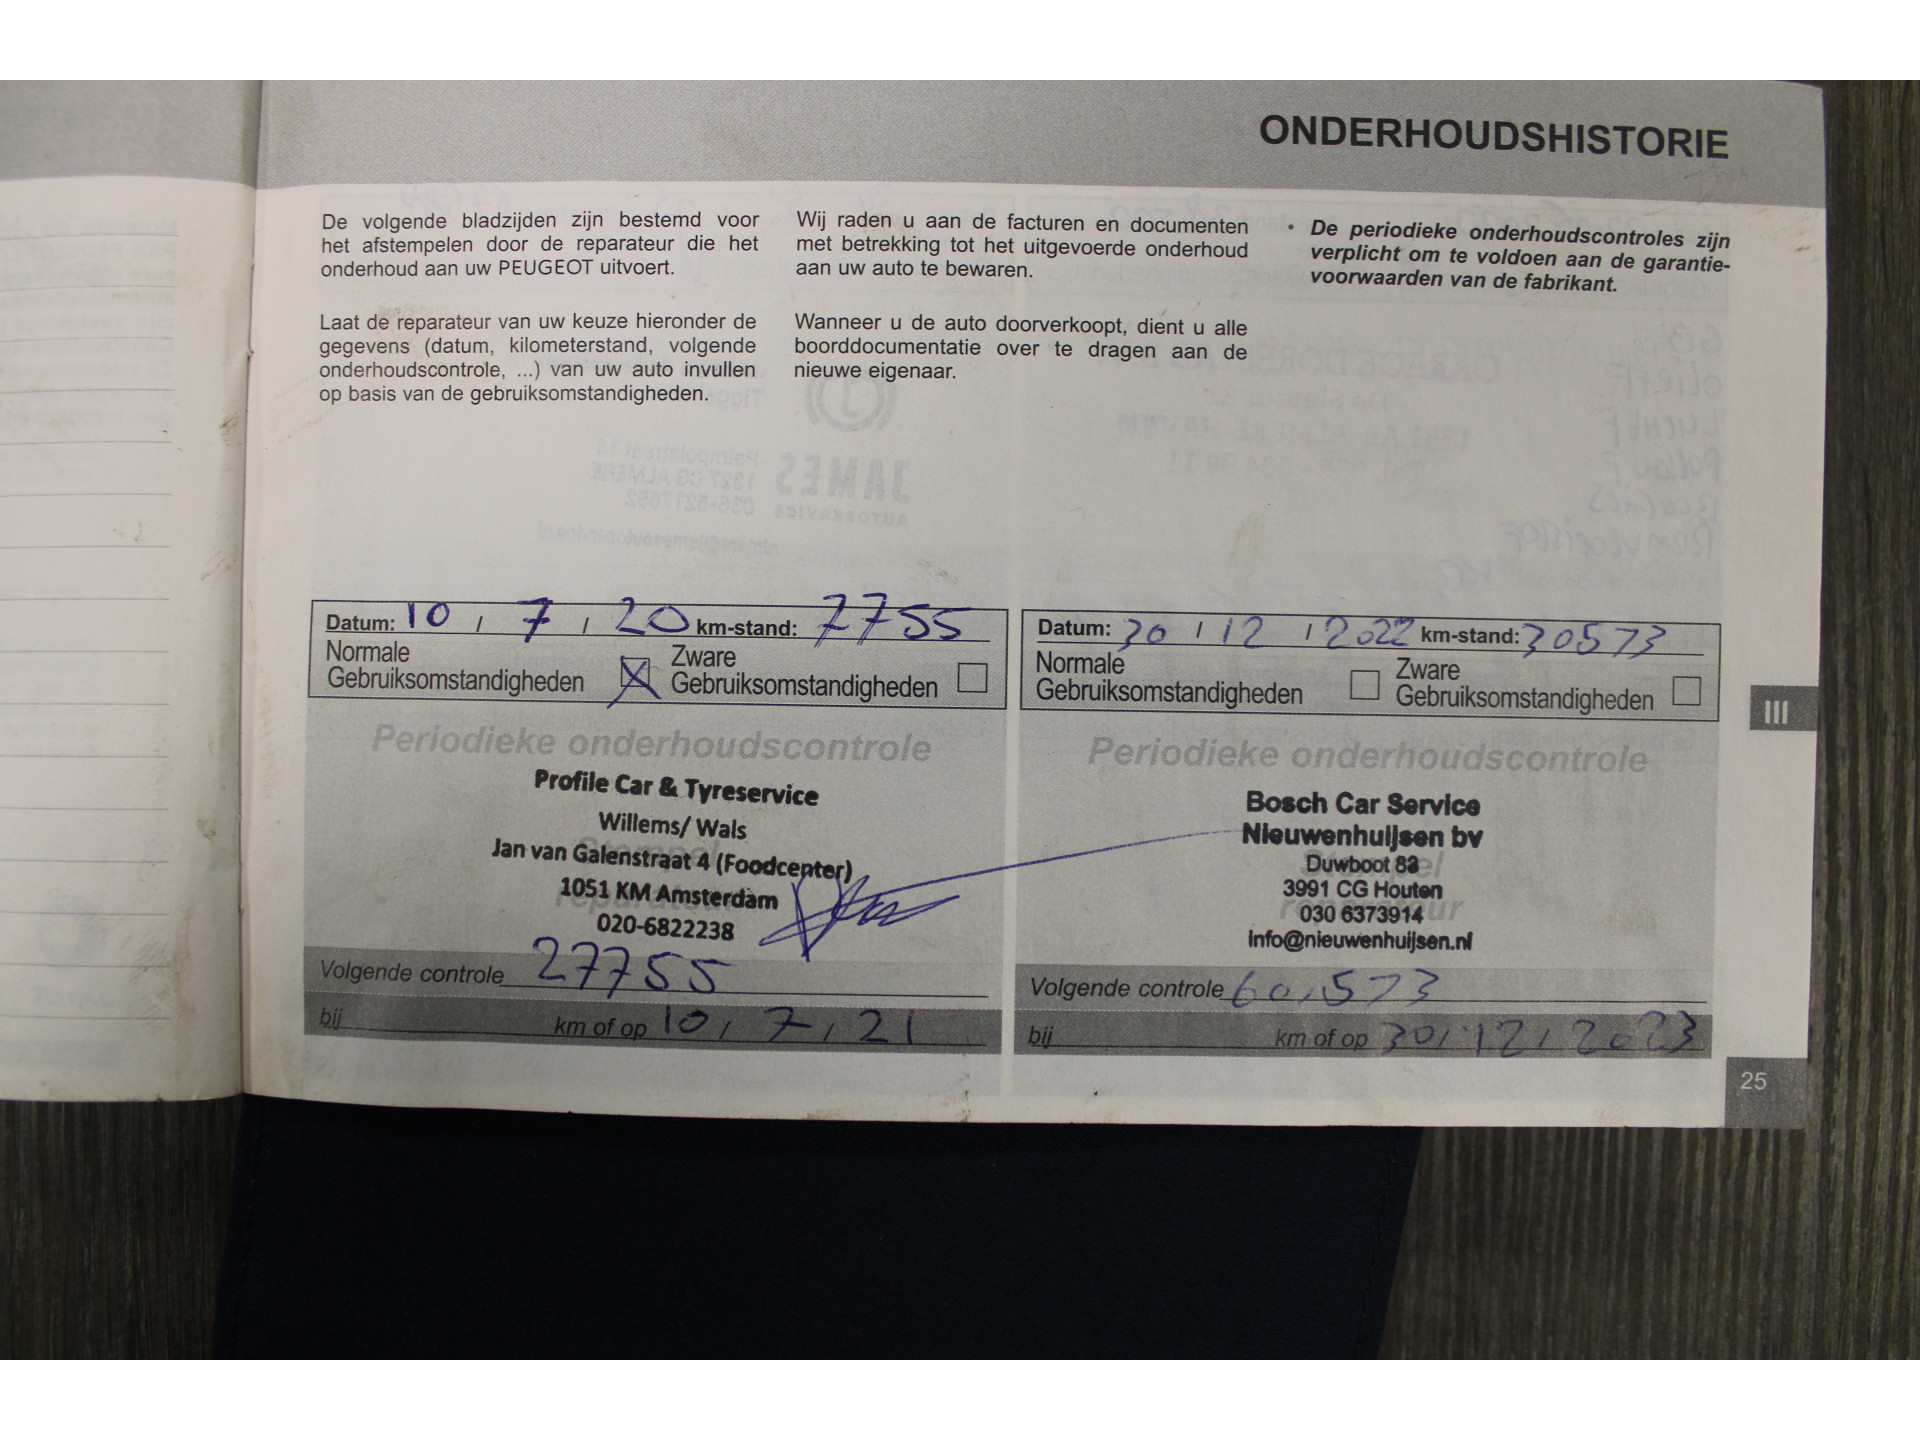 ONDERHOUDSHISTORIE
De volgende bladzijden zijn bestemd voor
het afstempelen door de reparateur die het
onderhoud aan uw PEUGEOT uitvoert.
Laat de reparateur van uw keuze hieronder de
gegevens (datum, kilometerstand, volgende
onderhoudscontrole, ...) van uw auto invullen
op basis van de gebruiksomstandigheden.
Wij raden u aan de facturen en documenten
met betrekking tot het uitgevoerde onderhoud
aan uw auto te bewaren.
Wanneer u de auto doorverkoopt, dient u alle
boorddocumentatie over te dragen aan de
nieuwe eigenaar.
• De periodieke onderhoudscontroles zijn
verplicht om te voldoen aan de garantie-
voorwaarden van de fabrikant.
Datum: 10 / 7 / 20 km-stand: 7755
Normale
Gebruiksomstandigheden
Zware
Gebruiksomstandigheden
Periodieke onderhoudscontrole
Stempel
reparateur
Profile Car & Tyreservice
Willems/ Wals
Jan van Galenstraat 4 (Foodcenter)
1051 KM Amsterdam
020-6822238
Volgende controle 27755
bij km of op 10 / 7 / 21
Datum: 30 / 12 / 2022 km-stand: 30573
Normale
Gebruiksomstandigheden
Zware
Gebruiksomstandigheden
Periodieke onderhoudscontrole
Stempel
reparateur
Bosch Car Service
Nieuwenhuijsen bv
Duwboot 83
3991 CG Houten
030 6373914
info@nieuwenhuijsen.nl
Volgende controle 60.573
bij km of op 30 / 12 / 2023
III
25